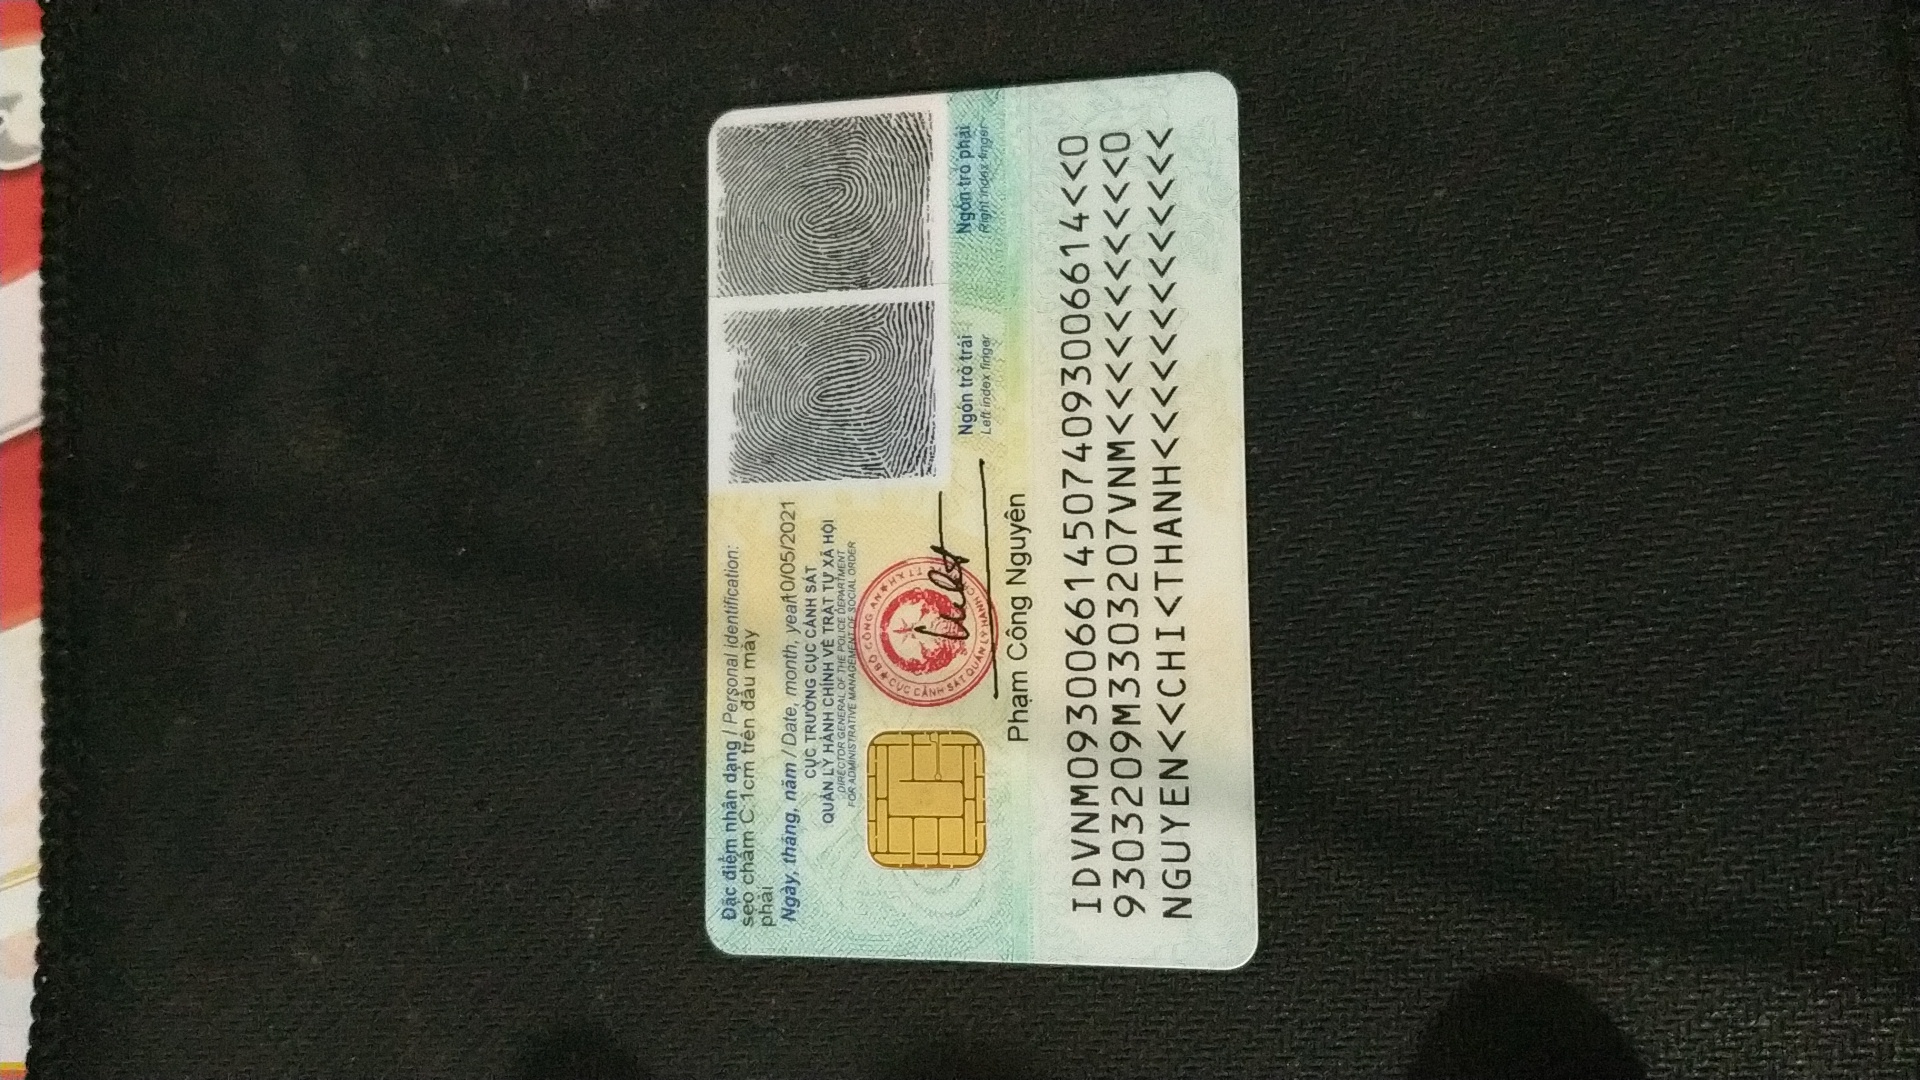 Đặc điểm nhân dạng / Personal identification:
sẹo chấm C 1cm trên đầu mày
phải
Ngày, tháng, năm / Date, month, year 10/05/2021
CỤC TRƯỞNG CỤC CẢNH SÁT
QUẢN LÝ HÀNH CHÍNH VỀ TRẬT TỰ XÃ HỘI
DIRECTOR GENERAL OF THE POLICE DEPARTMENT
FOR ADMINISTRATIVE MANAGEMENT OF SOCIAL ORDER
BỘ CÔNG AN
CỤC CẢNH SÁT QUẢN LÝ HÀNH
Phạm Công Nguyên
Ngón trỏ trái
Left index finger
Ngón trỏ phải
Right index finger
IDVNM0930066145074093006614<<0
9303209M3303207VNM<<<<<<<<<<<0
NGUYEN<<CHI<THANH<<<<<<<<<<<<<